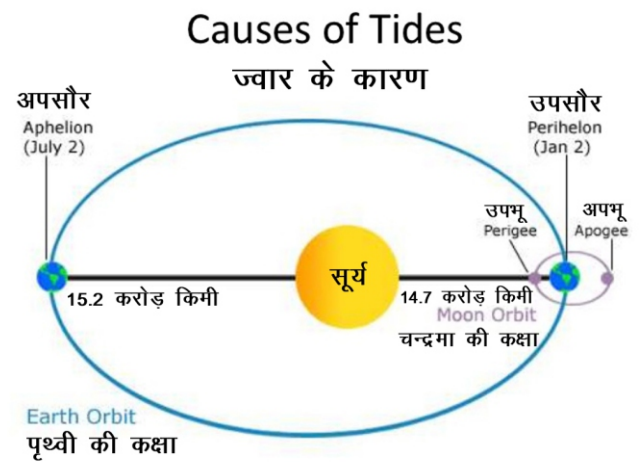 Causes of Tides
ज्वार के कारण
अपसौर
Aphelion
(July 2)
उपसौर
Perihelon
(Jan 2)
उपभू
Perigee
अपभू
Apogee
सूर्य
15.2 करोड़ किमी
14.7 करोड़ किमी
Moon Orbit
चन्द्रमा की कक्षा
Earth Orbit
पृथ्वी की कक्षा